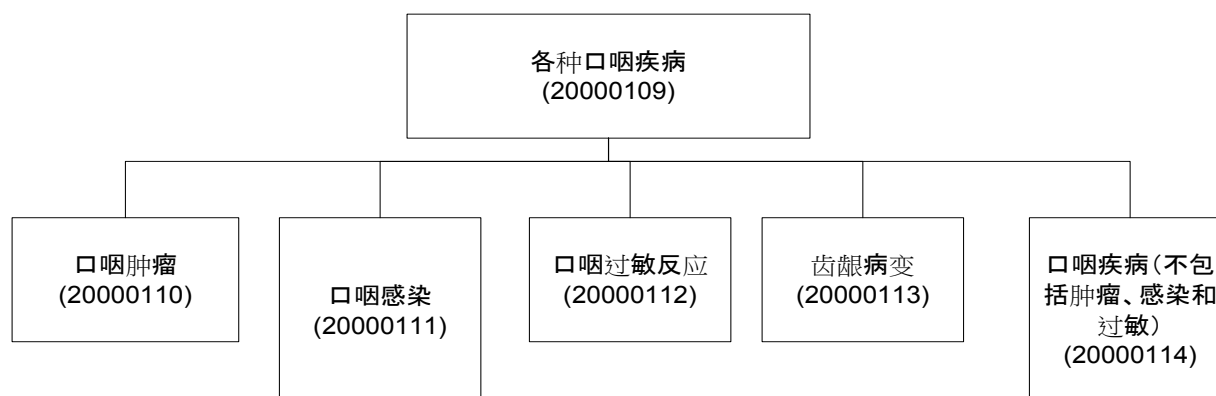 各种口咽疾病
(20000109)
口咽肿瘤
(20000110)
口咽感染
(20000111)
口咽过敏反应
(20000112)
齿龈病变
(20000113)
口咽疾病（不包
括肿瘤、感染和
过敏）
(20000114)